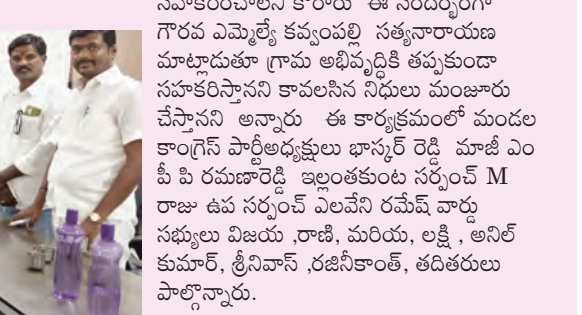 సహకరించాలని కోరారు ఈ సందర్భంగా
గౌరవ ఎమ్మెల్యే కవ్వంపల్లి సత్యనారాయణ
మాట్లాడుతూ గ్రామ అభివృద్ధికి తప్పకుండా
సహకరిస్తానని కావలసిన నిధులు మంజూరు
చేస్తానని అన్నారు ఈ కార్యక్రమంలో మండల
కాంగ్రెస్ పార్టీఅధ్యక్షులు భాస్కర్ రెడ్డి మాజీ ఎం
పీ పి రమణారెడ్డి ఇల్లంతకుంట సర్పంచ్ M
రాజు ఉప సర్పంచ్ ఎలవేని రమేష్ వార్డు
సభ్యులు విజయ ,రాణి, మరియ, లక్షి , అనిల్
కుమార్, శ్రీనివాస్ ,రజినీకాంత్, తదితరులు
పాల్గొన్నారు.